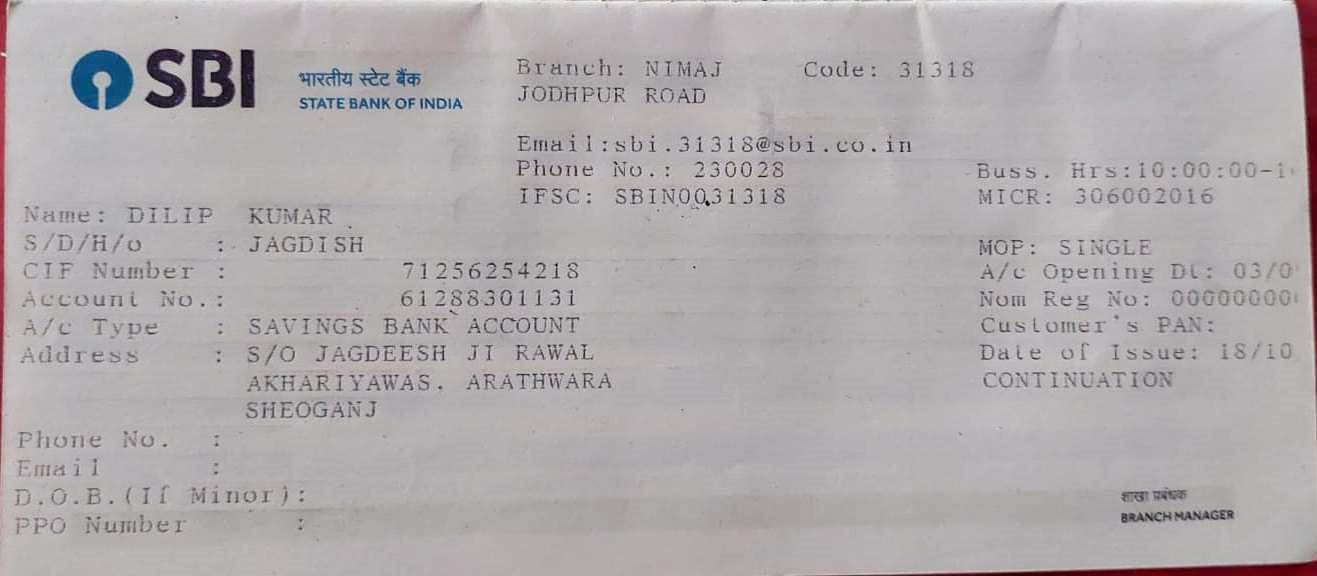 SBI
भारतीय स्टेट बैंक
STATE BANK OF INDIA
Branch: NIMAJ Code: 31318
JODHPUR ROAD
Email:sbi.31318@sbi.co.in
Phone No.: 230028 Buss. Hrs:10:00:00-1
IFSC: SBIN0031318 MICR: 306002016
Name: DILIP KUMAR
S/D/H/o : JAGDISH MOP: SINGLE
CIF Number : 71256254218 A/c Opening Dt: 03/0
Account No.: 61288301131 Nom Reg No: 00000000
A/c Type : SAVINGS BANK ACCOUNT Customer's PAN:
Address : S/O JAGDEESH JI RAWAL Date of Issue: 18/10
AKHARIYAWAS. ARATHWARA CONTINUATION
SHEOGANJ
Phone No. :
Email :
D.O.B.(If Minor):
PPO Number :
शाखा प्रबंधक
BRANCH MANAGER